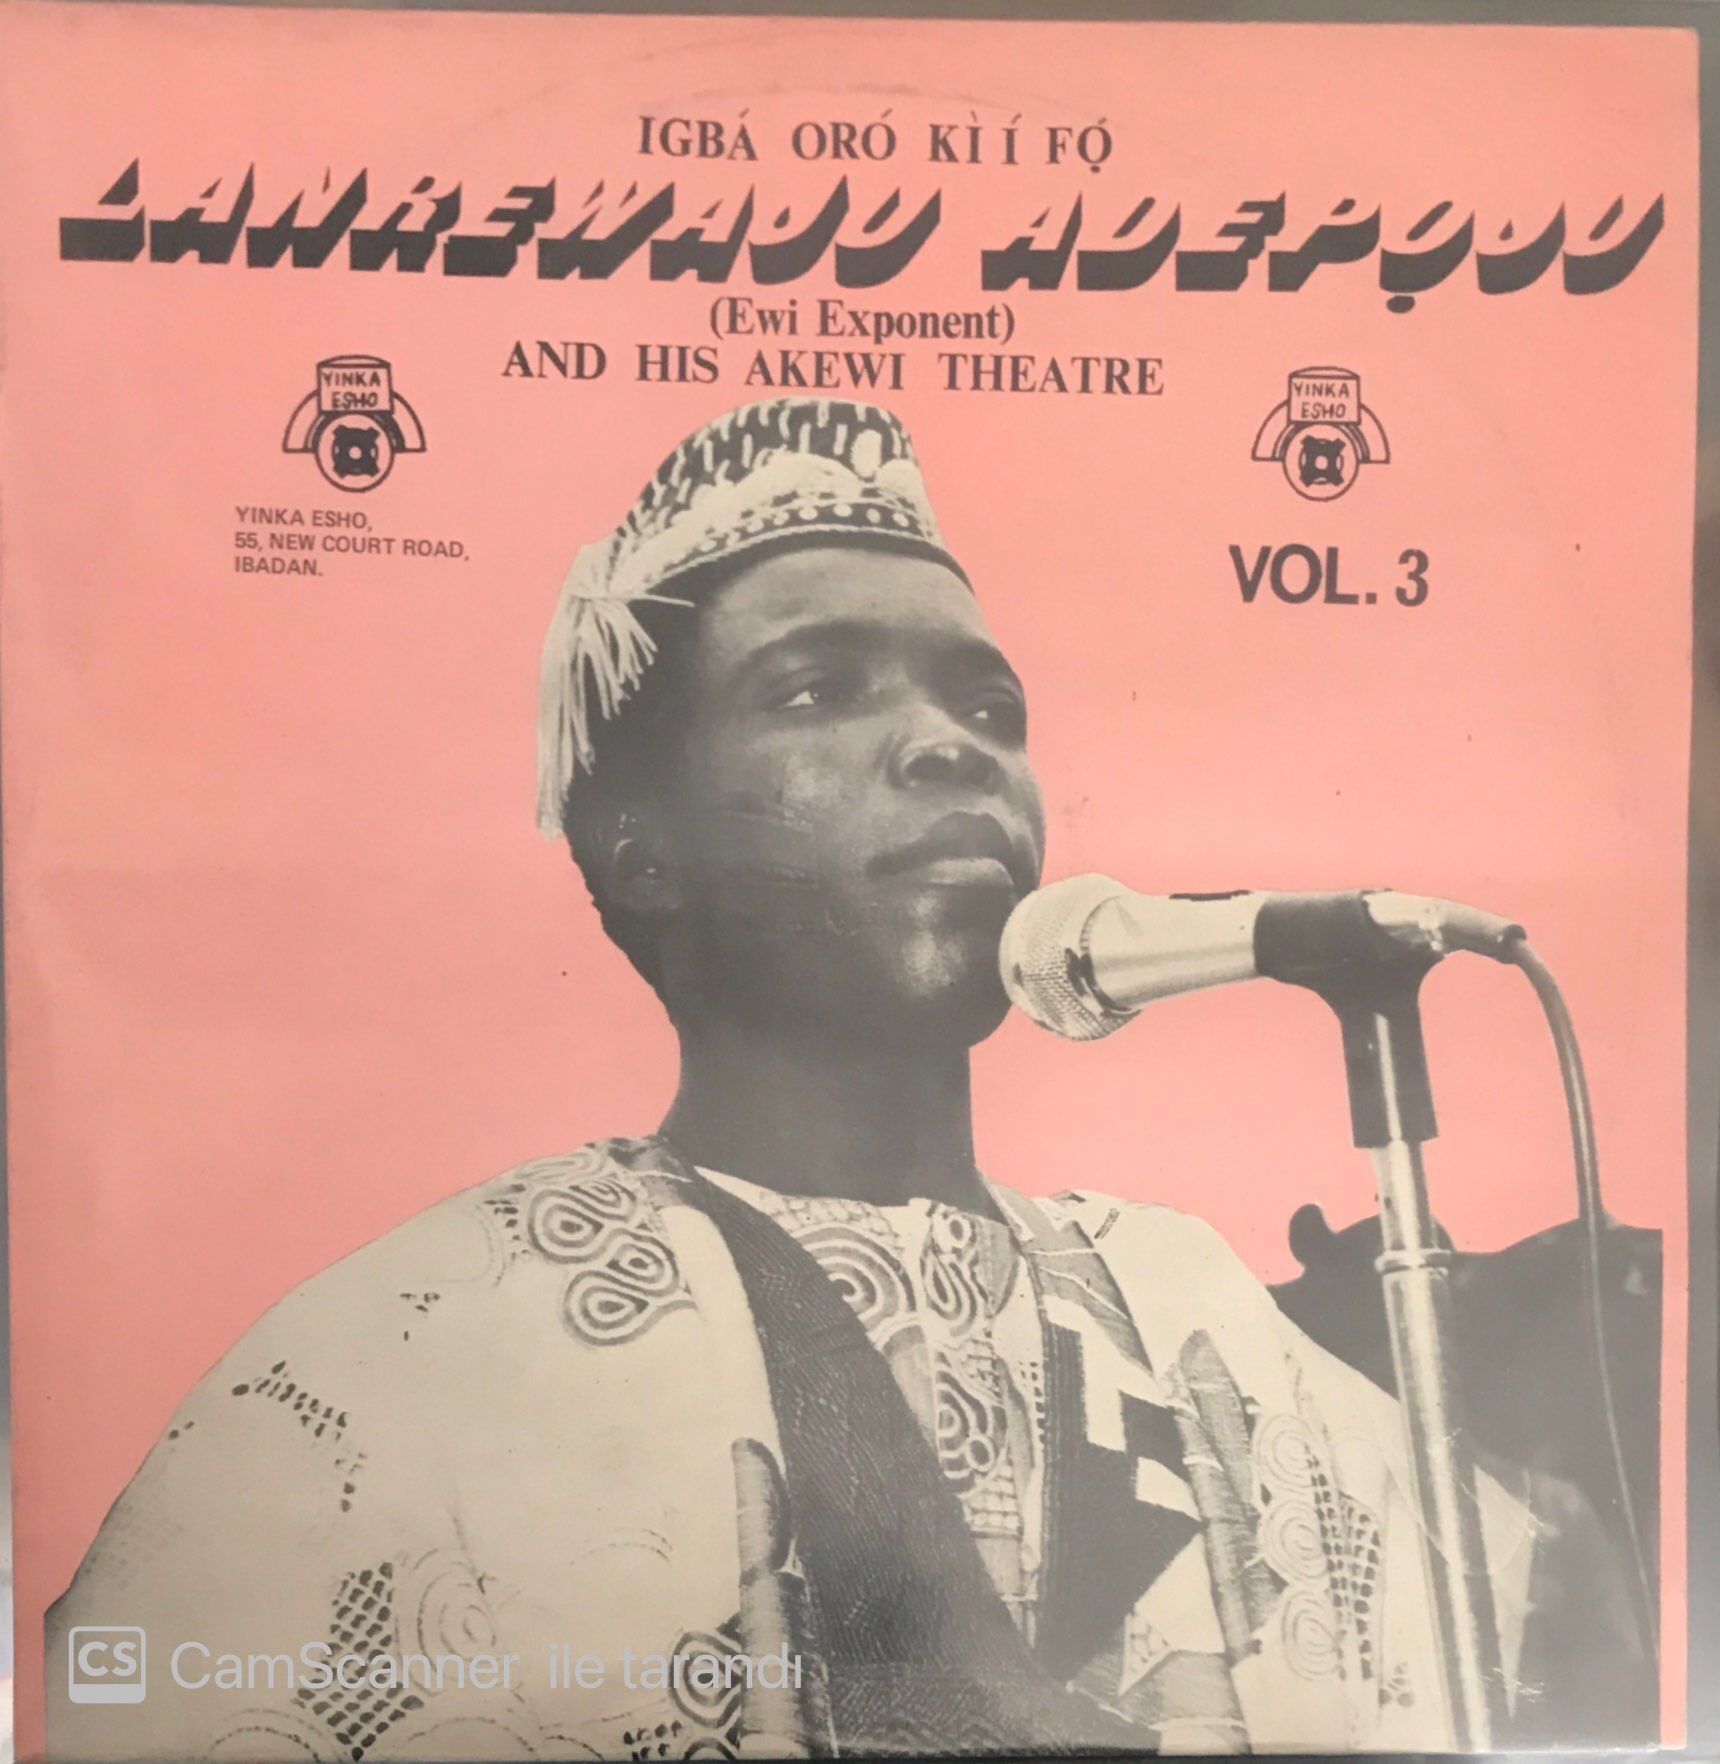 IGBÁ ORÓ KÌ Í FỌ́
LANREWAJU ADEPỌJU
(Ewi Exponent)
AND HIS AKEWI THEATRE
YINKA
ESHO
YINKA ESHO,
55, NEW COURT ROAD,
IBADAN.
YINKA
ESHO
VOL. 3
CS CamScanner ile tarandı